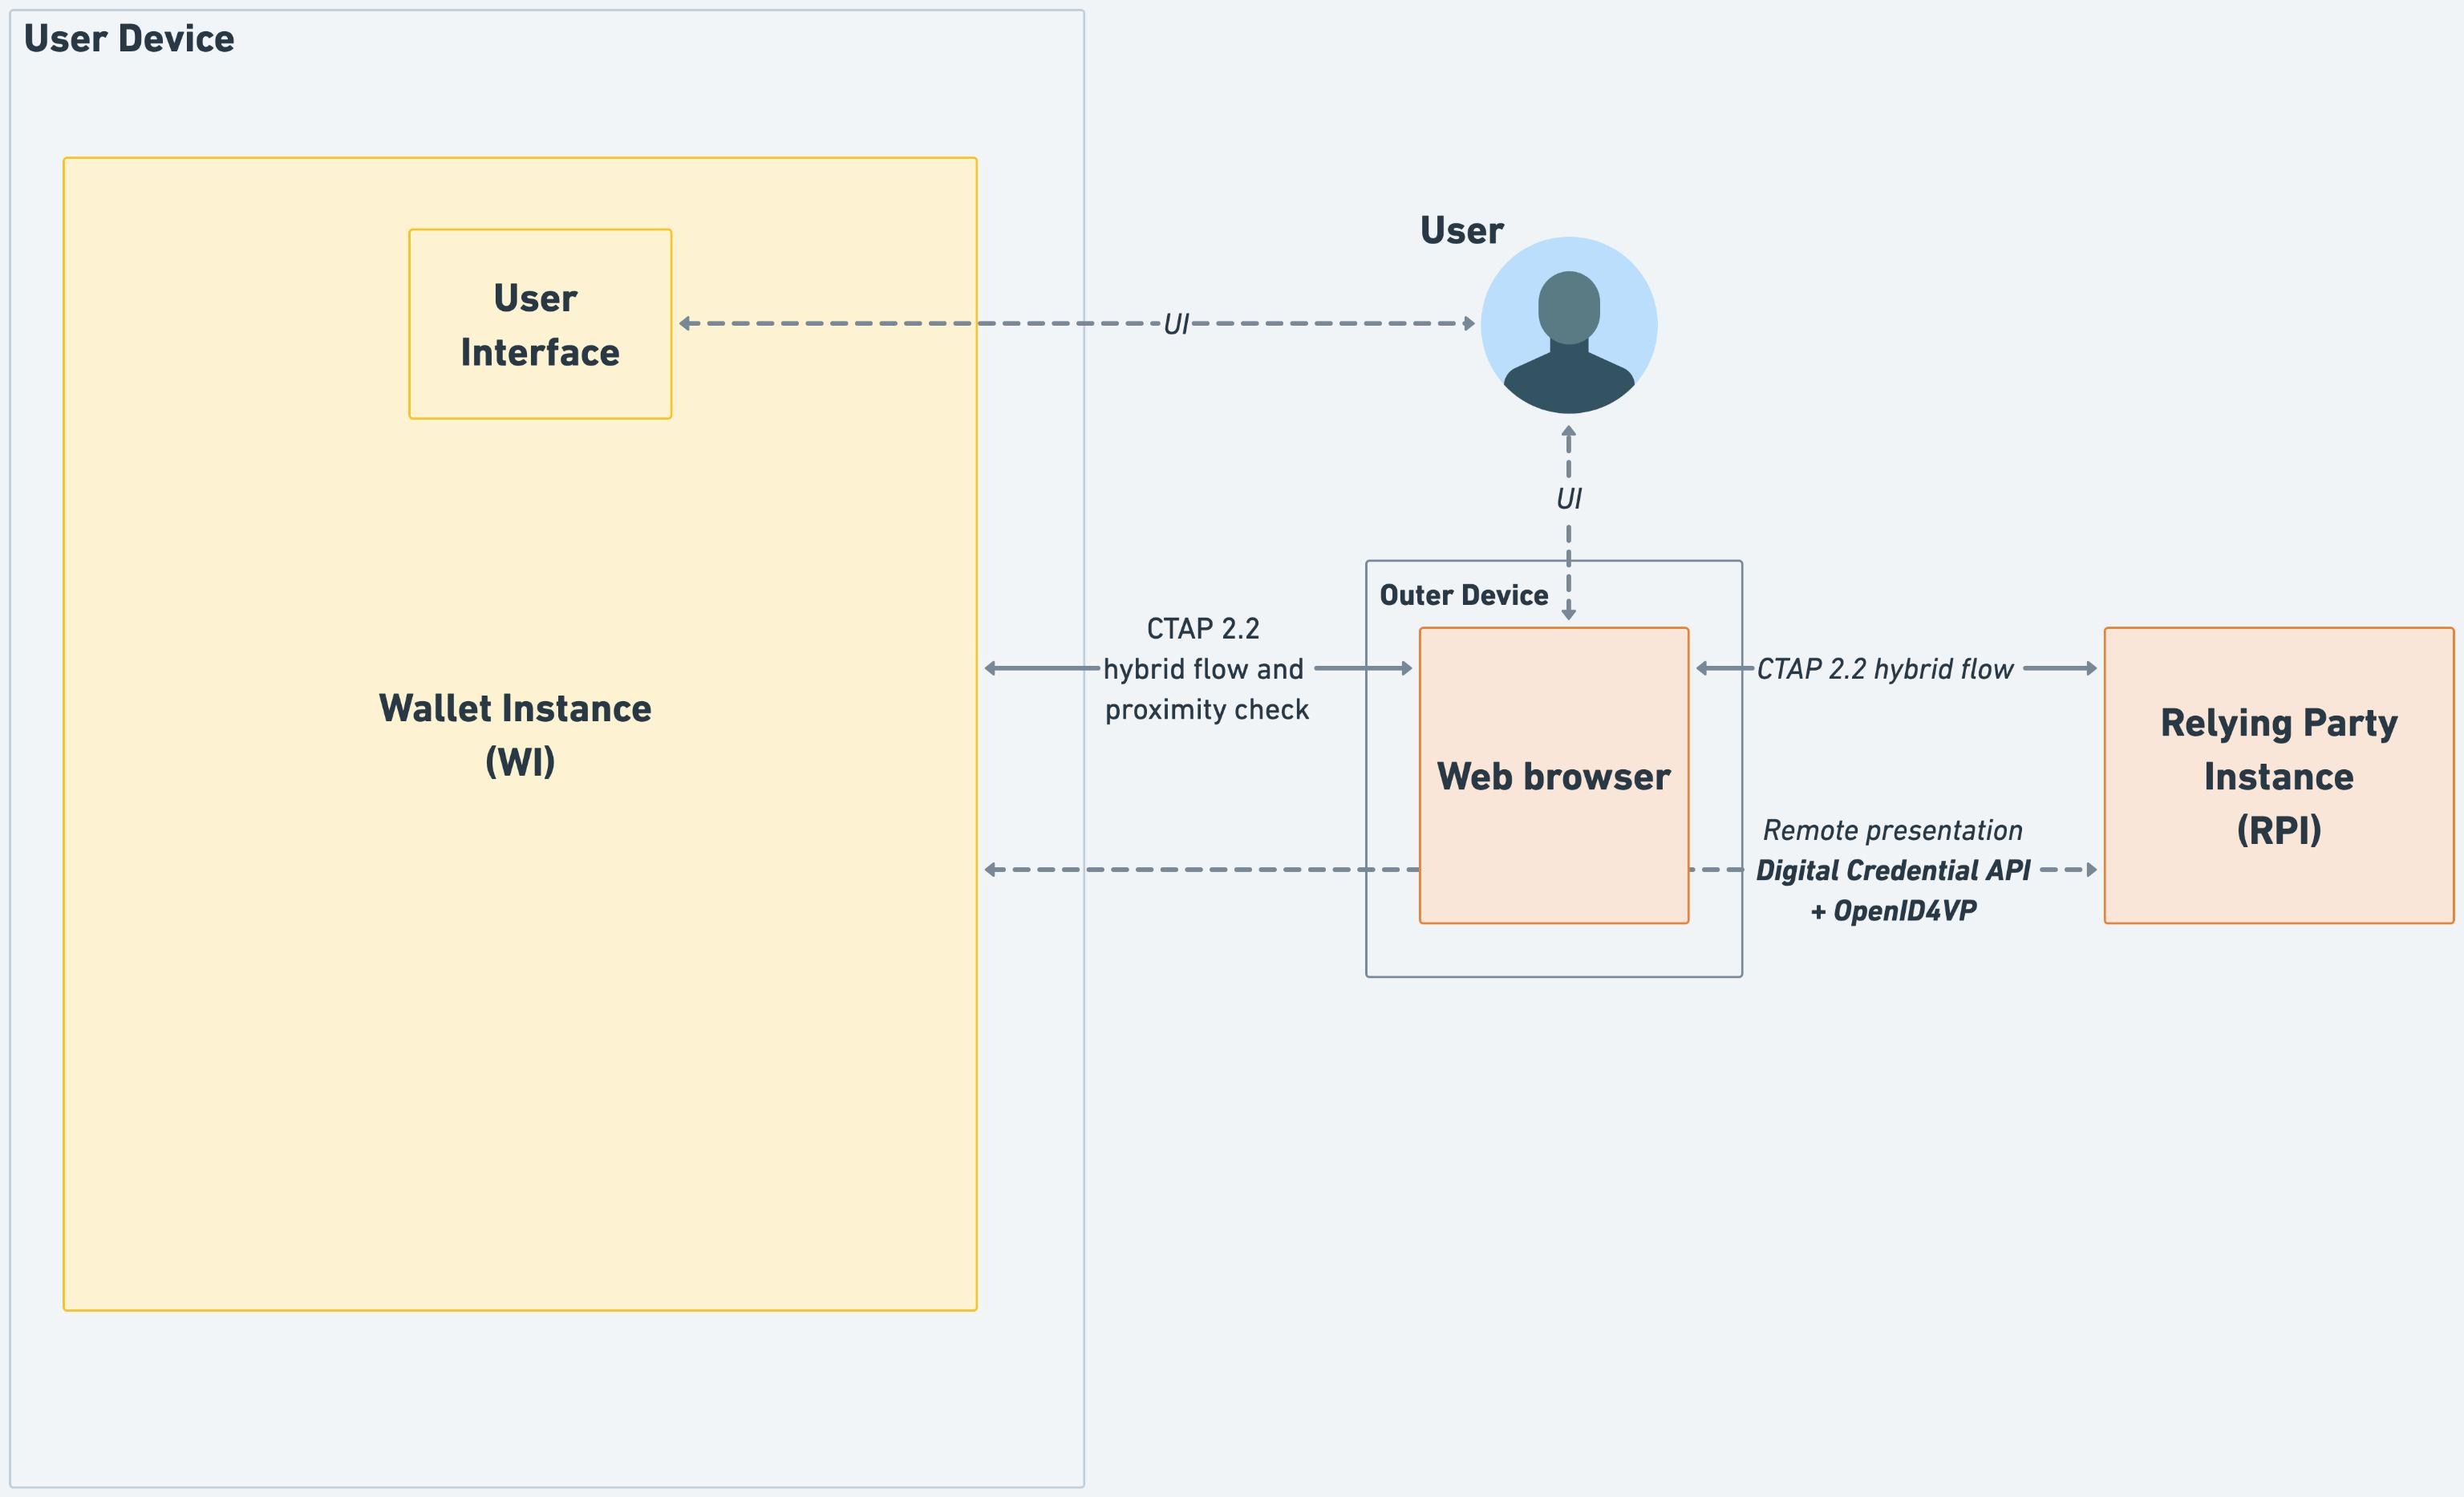 User Device
User
User
Interface
UI
UI
Outer Device
CTAP 2.2
hybrid flow and
proximity check
CTAP 2.2 hybrid flow
Wallet Instance
(WI)
Web browser
Relying Party
Instance
(RPI)
Remote presentation
Digital Credential API
+ OpenID4VP